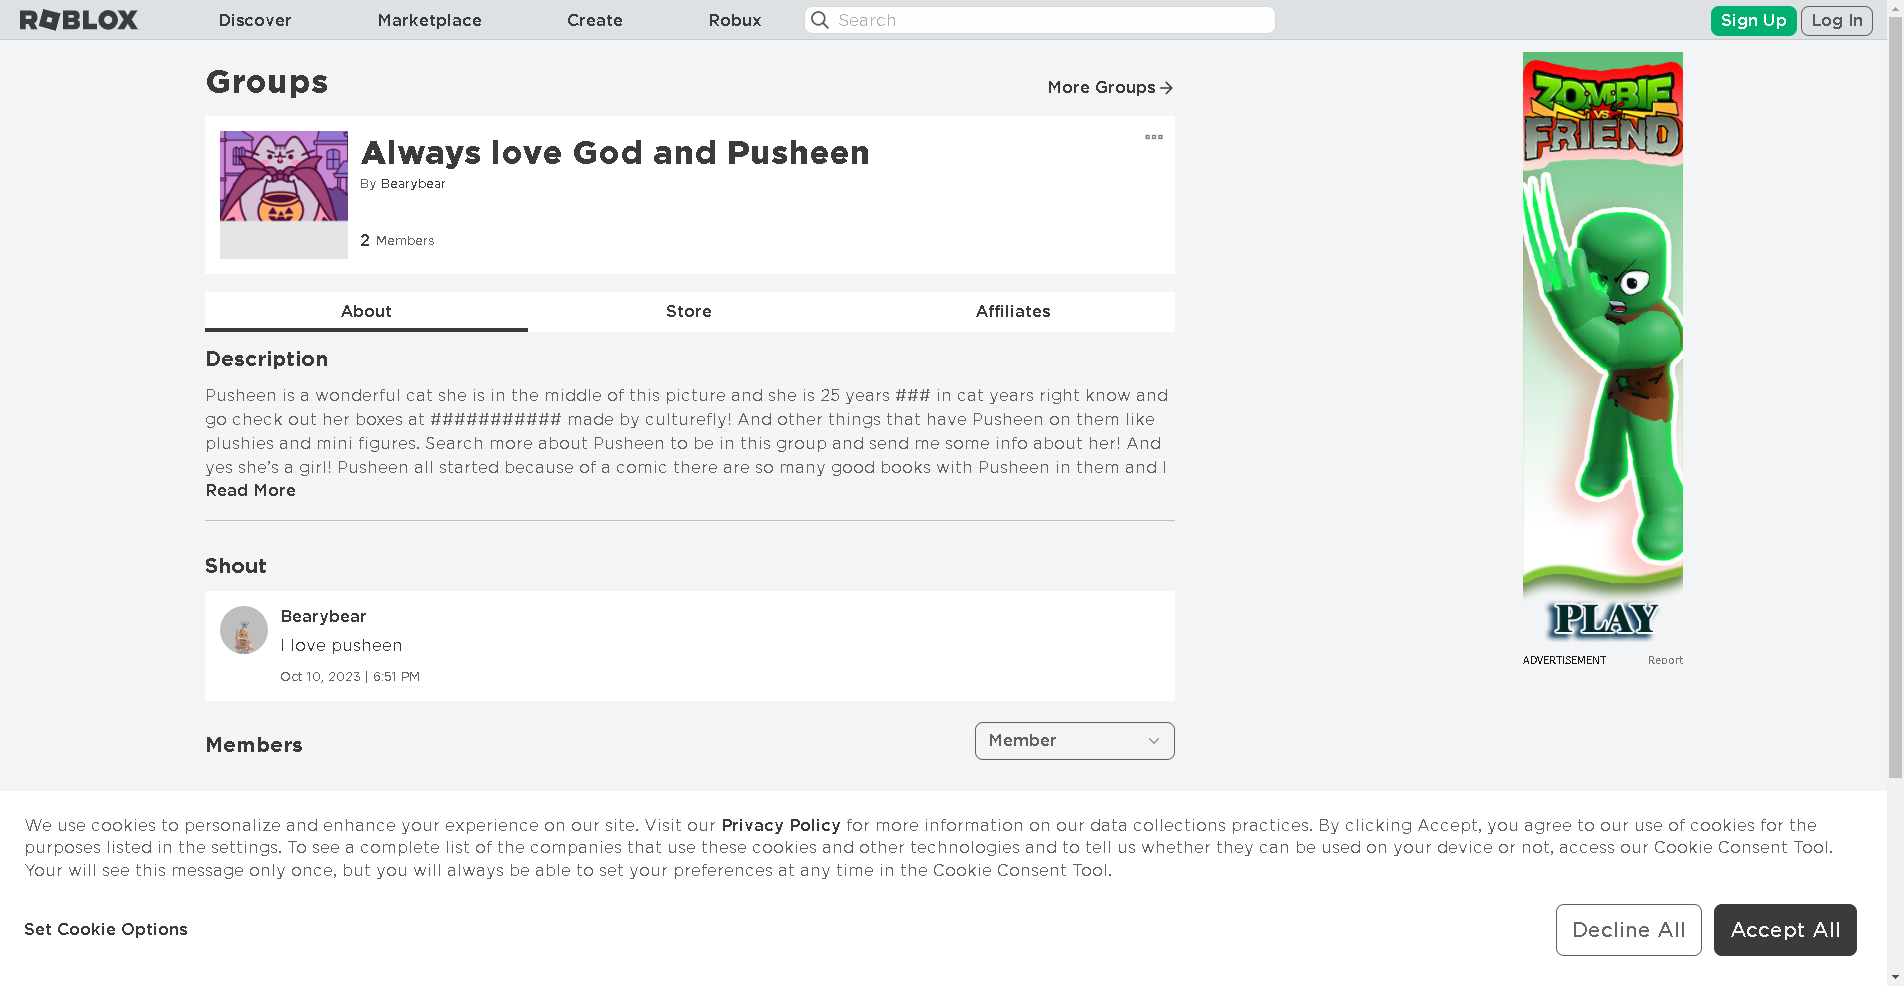 ROBLOX Discover Marketplace Create Robux Search Sign Up Log In
Groups
More Groups
Always love God and Pusheen
By Bearybear
2 Members
About Store Affiliates
Description
Pusheen is a wonderful cat she is in the middle of this picture and she is 25 years ### in cat years right know and
go check out her boxes at ########### made by culturefly! And other things that have Pusheen on them like
plushies and mini figures. Search more about Pusheen to be in this group and send me some info about her! And
yes she’s a girl! Pusheen all started because of a comic there are so many good books with Pusheen in them and I
Read More
Shout
Bearybear
I love pusheen
Oct 10, 2023 | 6:51 PM
Members
Member
ZOMBIE
VS
FRIEND
PLAY
ADVERTISEMENT Report
We use cookies to personalize and enhance your experience on our site. Visit our Privacy Policy for more information on our data collections practices. By clicking Accept, you agree to our use of cookies for the
purposes listed in the settings. To see a complete list of the companies that use these cookies and other technologies and to tell us whether they can be used on your device or not, access our Cookie Consent Tool.
Your will see this message only once, but you will always be able to set your preferences at any time in the Cookie Consent Tool.
Set Cookie Options
Decline All
Accept All